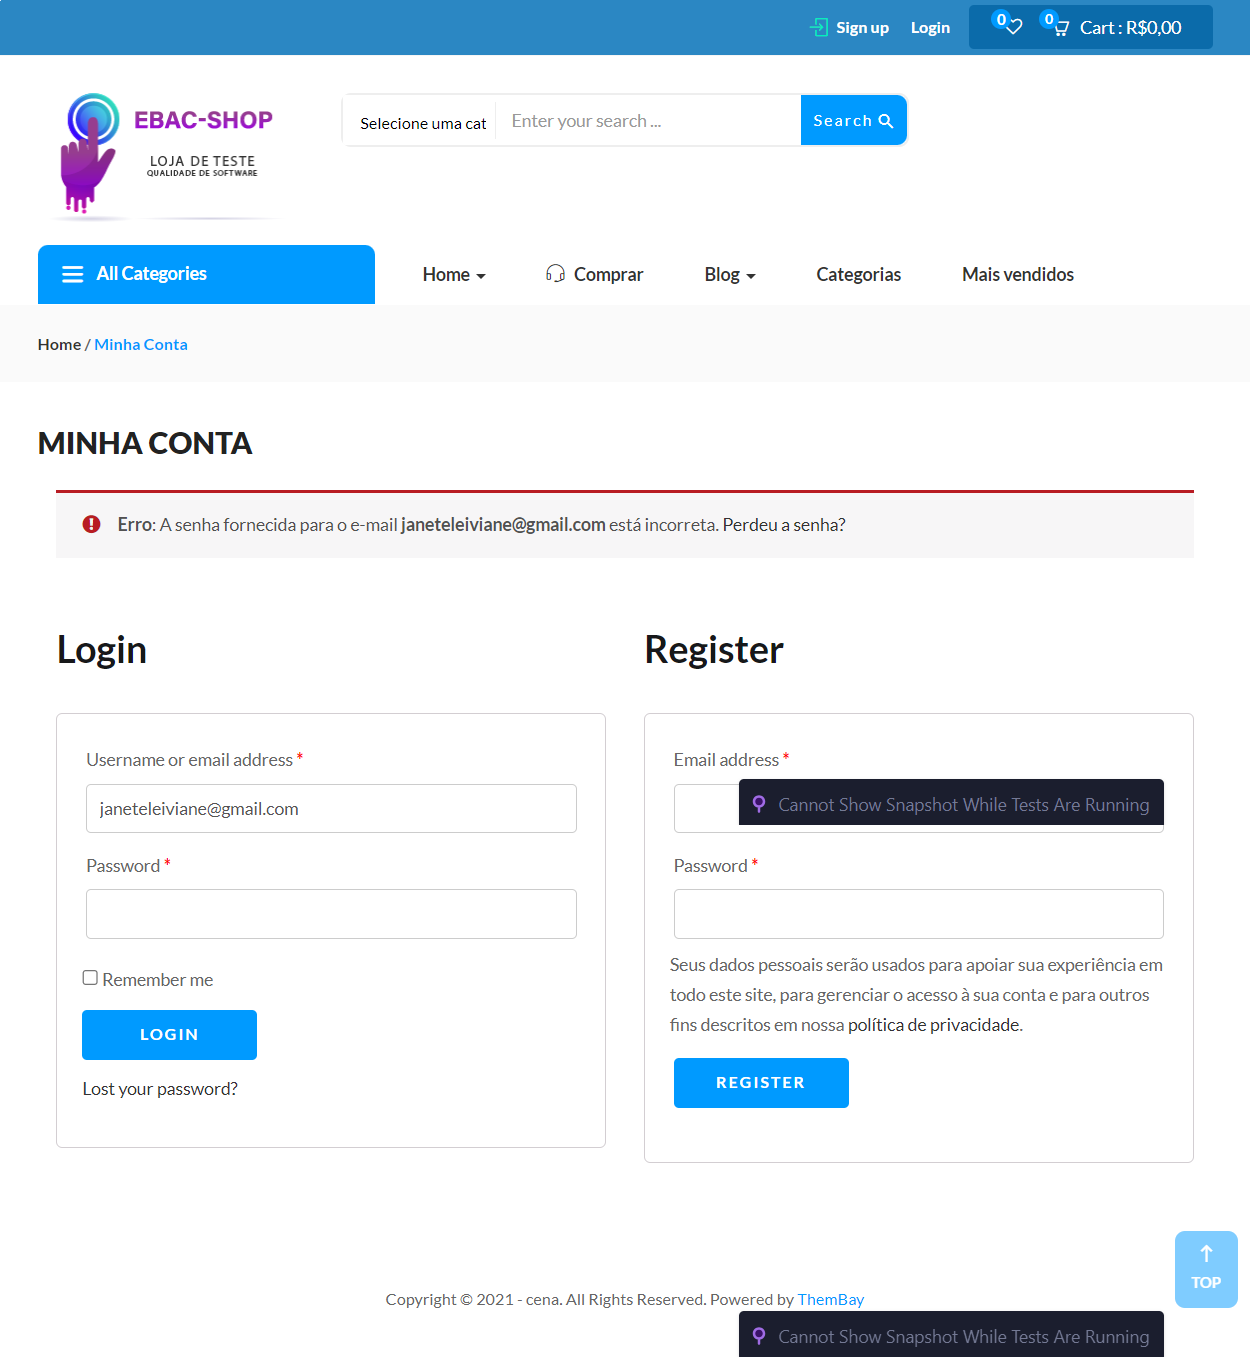 Sign up Login 0 0 Cart : R$0,00
EBAC-SHOP
LOJA DE TESTE
QUALIDADE DE SOFTWARE
Selecione uma cat Enter your search ... Search
All Categories Home Comprar Blog Categorias Mais vendidos
Home / Minha Conta
MINHA CONTA
Erro: A senha fornecida para o e-mail janeteleiviane@gmail.com está incorreta. Perdeu a senha?
Login
Username or email address *
janeteleiviane@gmail.com
Password *
Remember me
LOGIN
Lost your password?
Register
Email address *
Cannot Show Snapshot While Tests Are Running
Password *
Seus dados pessoais serão usados para apoiar sua experiência em
todo este site, para gerenciar o acesso à sua conta e para outros
fins descritos em nossa política de privacidade.
REGISTER
TOP
Copyright © 2021 - cena. All Rights Reserved. Powered by ThemBay
Cannot Show Snapshot While Tests Are Running